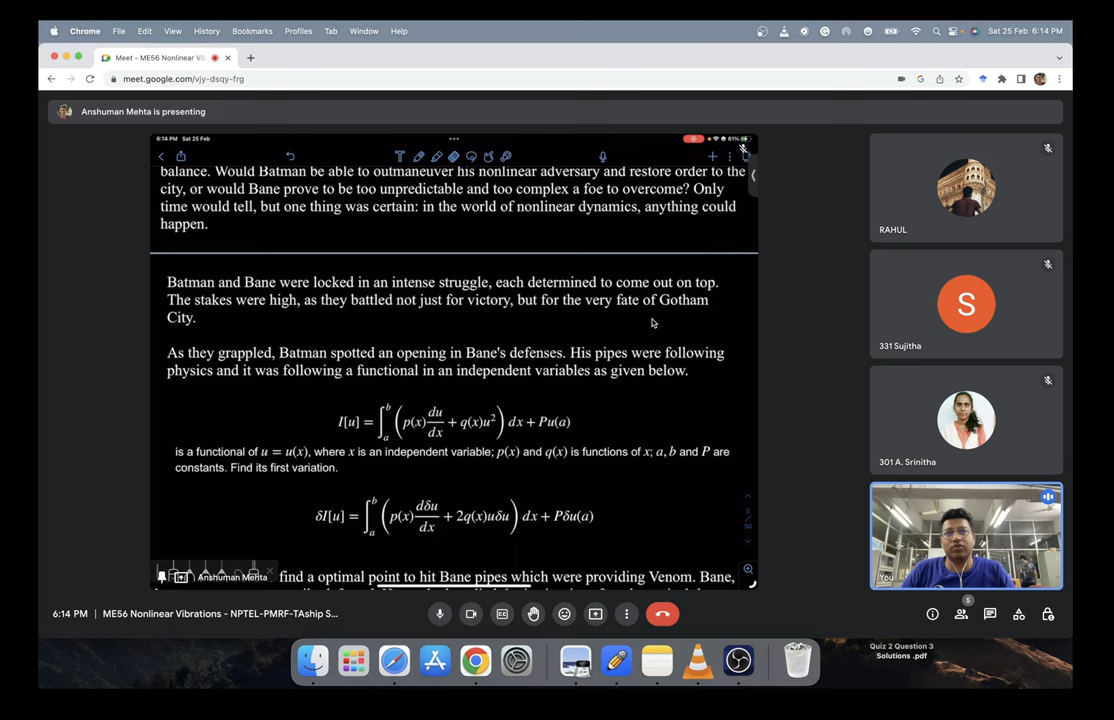 Chrome File Edit View History Bookmarks Profiles Tab Window Help Sat 25 Feb 6:14 PM
Meet - ME56 Nonlinear Vib
meet.google.com/vjy-dsqy-frg
Anshuman Mehta is presenting
6:14 PM Sat 25 Feb 61%
balance. Would Batman be able to outmaneuver his nonlinear adversary and restore order to the
city, or would Bane prove to be too unpredictable and too complex a foe to overcome? Only
time would tell, but one thing was certain: in the world of nonlinear dynamics, anything could
happen.
Batman and Bane were locked in an intense struggle, each determined to come out on top.
The stakes were high, as they battled not just for victory, but for the very fate of Gotham
City.
As they grappled, Batman spotted an opening in Bane's defenses. His pipes were following
physics and it was following a functional in an independent variables as given below.
I[u] = ∫_a^b (p(x) du/dx + q(x)u²) dx + Pu(a)
is a functional of u = u(x), where x is an independent variable; p(x) and q(x) is functions of x; a, b and P are
constants. Find its first variation.
δI[u] = ∫_a^b (p(x) dδu/dx + 2q(x)uδu) dx + Pδu(a)
5
50
find a optimal point to hit Bane pipes which were providing Venom. Bane,
Anshuman Mehta
RAHUL
S
331 Sujitha
301 A. Srinitha
You
6:14 PM | ME56 Nonlinear Vibrations - NPTEL-PMRF-TAship S...
5
Quiz 2 Question 3
Solutions .pdf